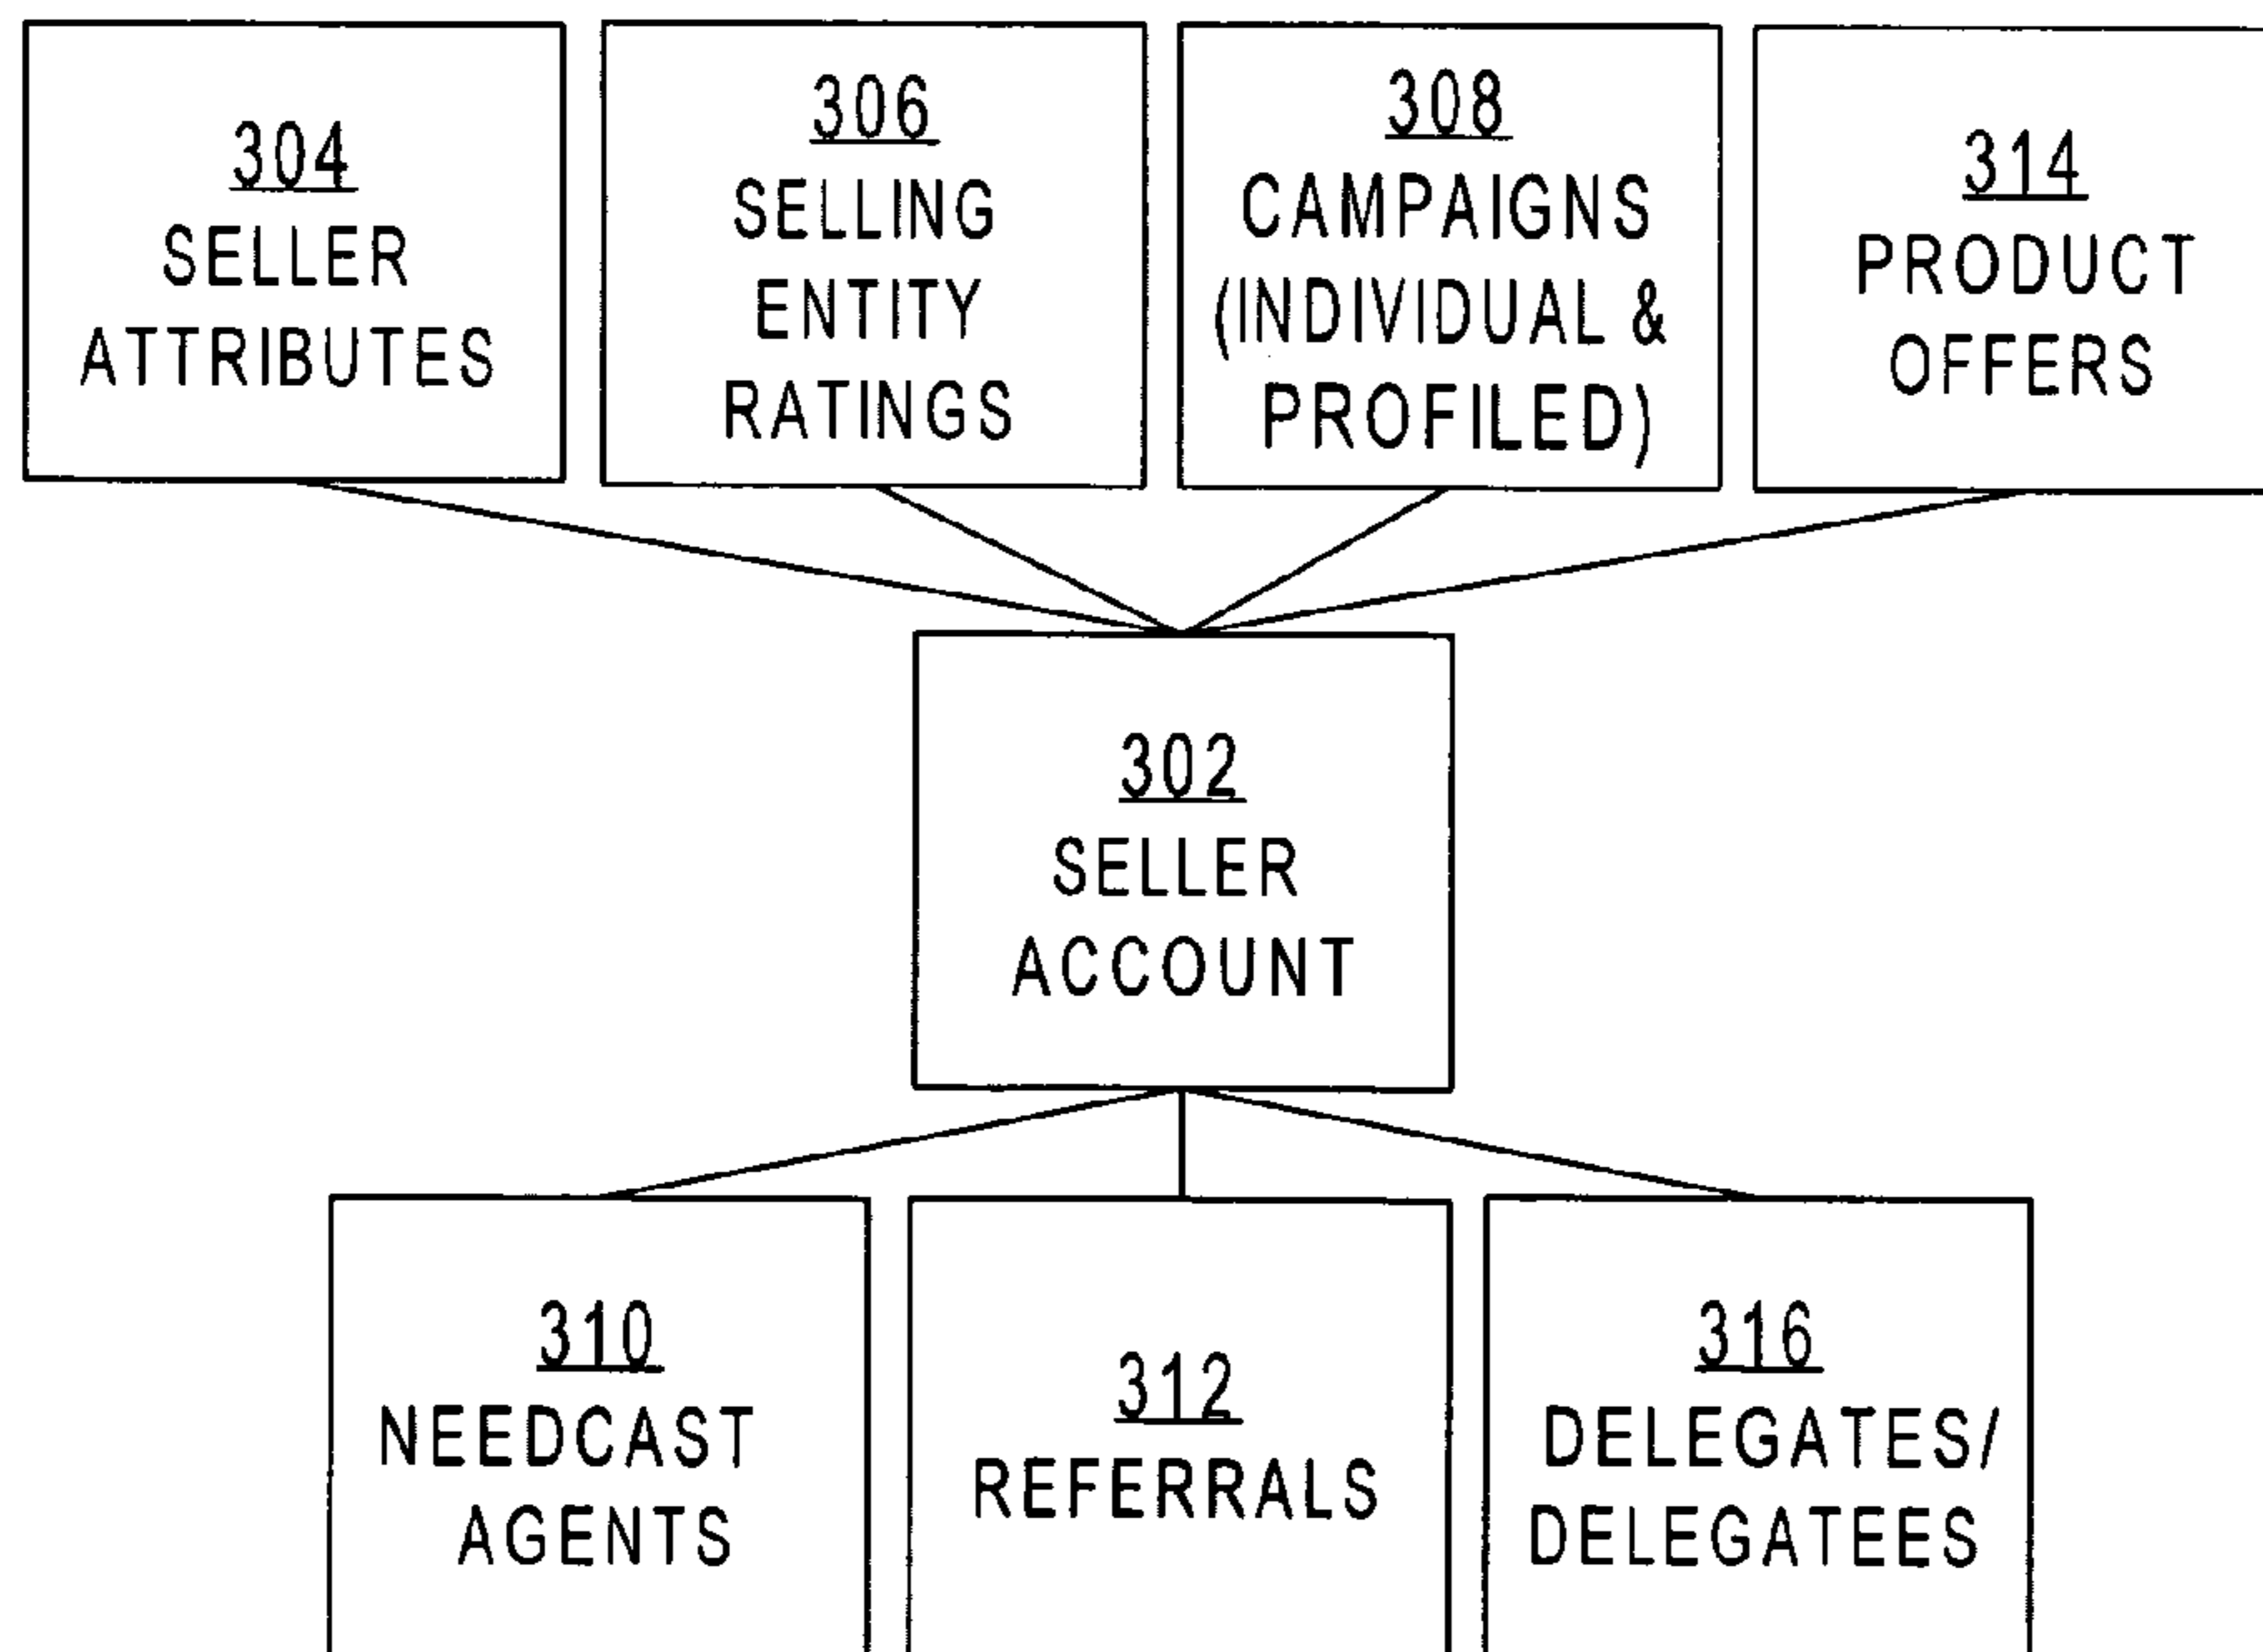 304
SELLER
ATTRIBUTES
306
SELLING
ENTITY
RATINGS
308
CAMPAIGNS
(INDIVIDUAL &
PROFILED)
314
PRODUCT
OFFERS
302
SELLER
ACCOUNT
310
NEEDCAST
AGENTS
312
REFERRALS
316
DELEGATES/
DELEGATEES